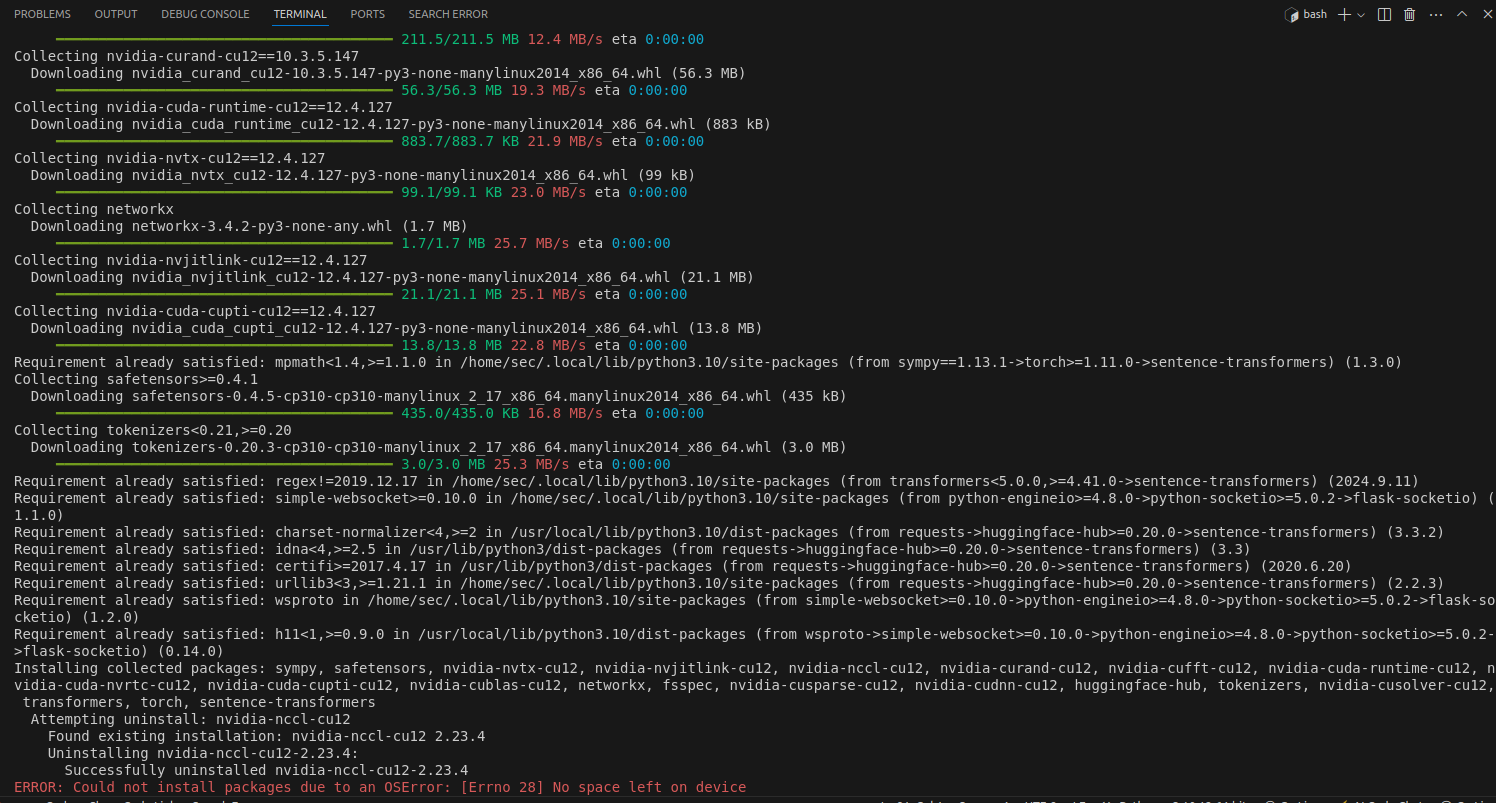 PROBLEMS OUTPUT DEBUG CONSOLE TERMINAL PORTS SEARCH ERROR bash
211.5/211.5 MB 12.4 MB/s eta 0:00:00
Collecting nvidia-curand-cu12==10.3.5.147
Downloading nvidia_curand_cu12-10.3.5.147-py3-none-manylinux2014_x86_64.whl (56.3 MB)
56.3/56.3 MB 19.3 MB/s eta 0:00:00
Collecting nvidia-cuda-runtime-cu12==12.4.127
Downloading nvidia_cuda_runtime_cu12-12.4.127-py3-none-manylinux2014_x86_64.whl (883 kB)
883.7/883.7 KB 21.9 MB/s eta 0:00:00
Collecting nvidia-nvtx-cu12==12.4.127
Downloading nvidia_nvtx_cu12-12.4.127-py3-none-manylinux2014_x86_64.whl (99 kB)
99.1/99.1 KB 23.0 MB/s eta 0:00:00
Collecting networkx
Downloading networkx-3.4.2-py3-none-any.whl (1.7 MB)
1.7/1.7 MB 25.7 MB/s eta 0:00:00
Collecting nvidia-nvjitlink-cu12==12.4.127
Downloading nvidia_nvjitlink_cu12-12.4.127-py3-none-manylinux2014_x86_64.whl (21.1 MB)
21.1/21.1 MB 25.1 MB/s eta 0:00:00
Collecting nvidia-cuda-cupti-cu12==12.4.127
Downloading nvidia_cuda_cupti_cu12-12.4.127-py3-none-manylinux2014_x86_64.whl (13.8 MB)
13.8/13.8 MB 22.8 MB/s eta 0:00:00
Requirement already satisfied: mpmath<1.4,>=1.1.0 in /home/sec/.local/lib/python3.10/site-packages (from sympy==1.13.1->torch>=1.11.0->sentence-transformers) (1.3.0)
Collecting safetensors>=0.4.1
Downloading safetensors-0.4.5-cp310-cp310-manylinux_2_17_x86_64.manylinux2014_x86_64.whl (435 kB)
435.0/435.0 KB 16.8 MB/s eta 0:00:00
Collecting tokenizers<0.21,>=0.20
Downloading tokenizers-0.20.3-cp310-cp310-manylinux_2_17_x86_64.manylinux2014_x86_64.whl (3.0 MB)
3.0/3.0 MB 25.3 MB/s eta 0:00:00
Requirement already satisfied: regex!=2019.12.17 in /home/sec/.local/lib/python3.10/site-packages (from transformers<5.0.0,>=4.41.0->sentence-transformers) (2024.9.11)
Requirement already satisfied: simple-websocket>=0.10.0 in /home/sec/.local/lib/python3.10/site-packages (from python-engineio>=4.8.0->python-socketio>=5.0.2->flask-socketio) (
1.1.0)
Requirement already satisfied: charset-normalizer<4,>=2 in /usr/local/lib/python3.10/dist-packages (from requests->huggingface-hub>=0.20.0->sentence-transformers) (3.3.2)
Requirement already satisfied: idna<4,>=2.5 in /usr/lib/python3/dist-packages (from requests->huggingface-hub>=0.20.0->sentence-transformers) (3.3)
Requirement already satisfied: certifi>=2017.4.17 in /usr/lib/python3/dist-packages (from requests->huggingface-hub>=0.20.0->sentence-transformers) (2020.6.20)
Requirement already satisfied: urllib3<3,>=1.21.1 in /home/sec/.local/lib/python3.10/site-packages (from requests->huggingface-hub>=0.20.0->sentence-transformers) (2.2.3)
Requirement already satisfied: wsproto in /home/sec/.local/lib/python3.10/site-packages (from simple-websocket>=0.10.0->python-engineio>=4.8.0->python-socketio>=5.0.2->flask-so
cketio) (1.2.0)
Requirement already satisfied: h11<1,>=0.9.0 in /usr/local/lib/python3.10/dist-packages (from wsproto->simple-websocket>=0.10.0->python-engineio>=4.8.0->python-socketio>=5.0.2-
>flask-socketio) (0.14.0)
Installing collected packages: sympy, safetensors, nvidia-nvtx-cu12, nvidia-nvjitlink-cu12, nvidia-nccl-cu12, nvidia-curand-cu12, nvidia-cufft-cu12, nvidia-cuda-runtime-cu12, n
vidia-cuda-nvrtc-cu12, nvidia-cuda-cupti-cu12, nvidia-cublas-cu12, networkx, fsspec, nvidia-cusparse-cu12, nvidia-cudnn-cu12, huggingface-hub, tokenizers, nvidia-cusolver-cu12,
transformers, torch, sentence-transformers
Attempting uninstall: nvidia-nccl-cu12
Found existing installation: nvidia-nccl-cu12 2.23.4
Uninstalling nvidia-nccl-cu12-2.23.4:
Successfully uninstalled nvidia-nccl-cu12-2.23.4
ERROR: Could not install packages due to an OSError: [Errno 28] No space left on device